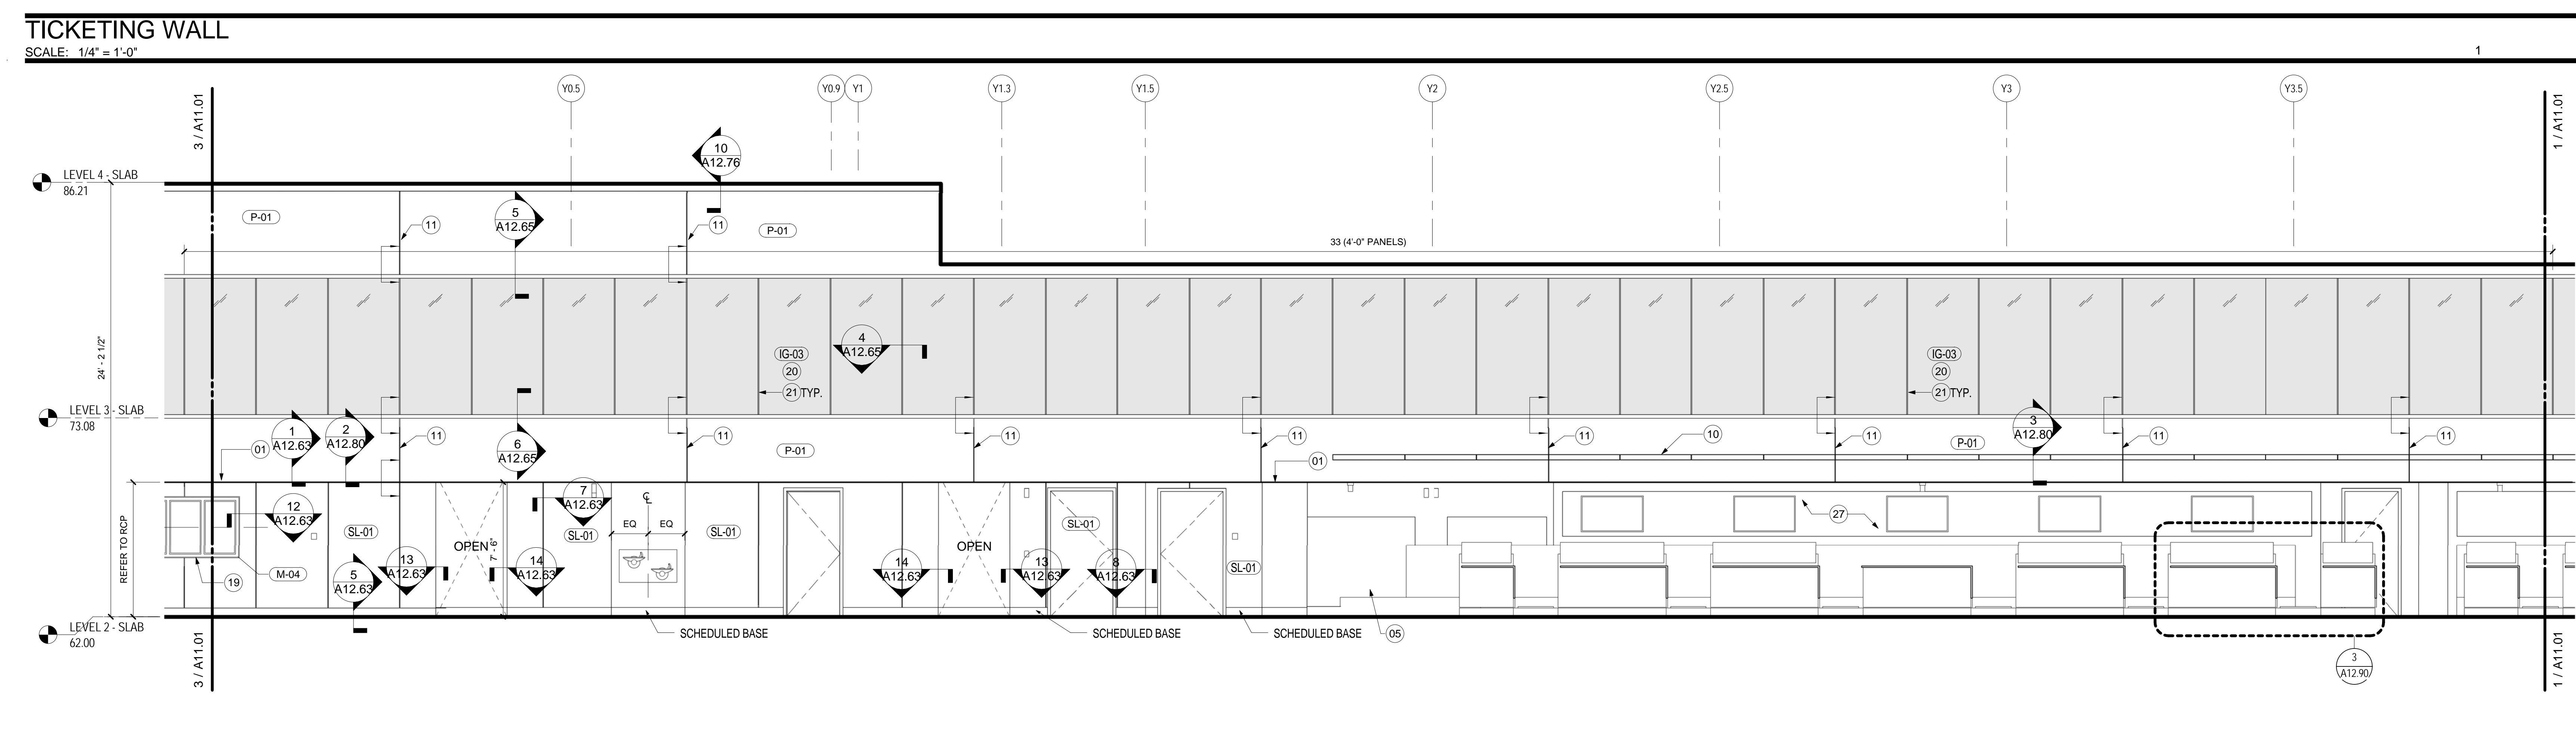 TICKETING WALL
SCALE: 1/4" = 1'-0"
1
Y0.5
Y0.9
Y1
Y1.3
Y1.5
Y2
Y2.5
Y3
Y3.5
3 / A11.01
1 / A11.01
10
A12.76
LEVEL 4 - SLAB
86.21
P-01
5
A12.65
11
11
P-01
33 (4'-0" PANELS)
24' - 2 1/2"
4
A12.65
IG-03
20
21 TYP.
IG-03
20
21 TYP.
LEVEL 3 - SLAB
73.08
1
A12.63
2
A12.80
01
11
6
A12.65
11
P-01
11
11
01
11
10
11
P-01
3
A12.80
11
11
REFER TO RCP
12
A12.63
SL-01
M-04
19
5
A12.63
13
A12.63
OPEN
7' - 6"
14
A12.63
7
A12.63
SL-01
EQ
CL
EQ
SL-01
14
A12.63
OPEN
13
A12.63
SL-01
8
A12.63
SL-01
27
LEVEL 2 - SLAB
62.00
SCHEDULED BASE
SCHEDULED BASE
SCHEDULED BASE
05
3
A12.90
3 / A11.01
1 / A11.01